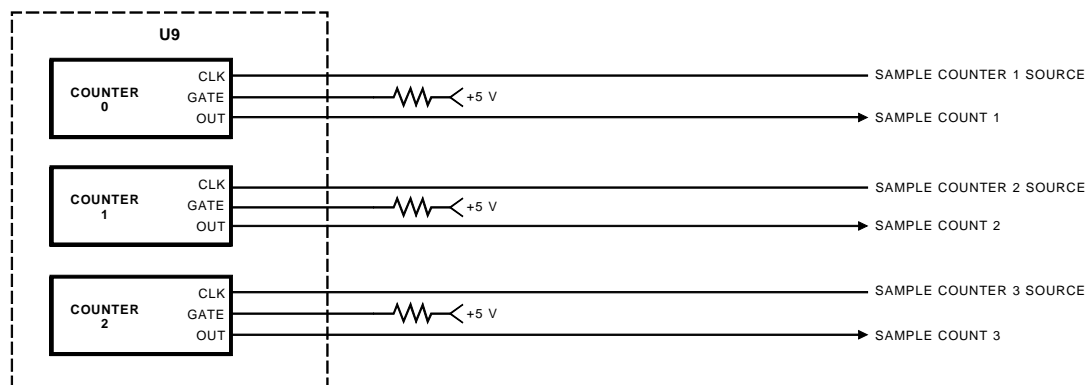 U9
COUNTER
0
CLK
GATE
OUT
+5 V
SAMPLE COUNTER 1 SOURCE
SAMPLE COUNT 1
COUNTER
1
CLK
GATE
OUT
+5 V
SAMPLE COUNTER 2 SOURCE
SAMPLE COUNT 2
COUNTER
2
CLK
GATE
OUT
+5 V
SAMPLE COUNTER 3 SOURCE
SAMPLE COUNT 3